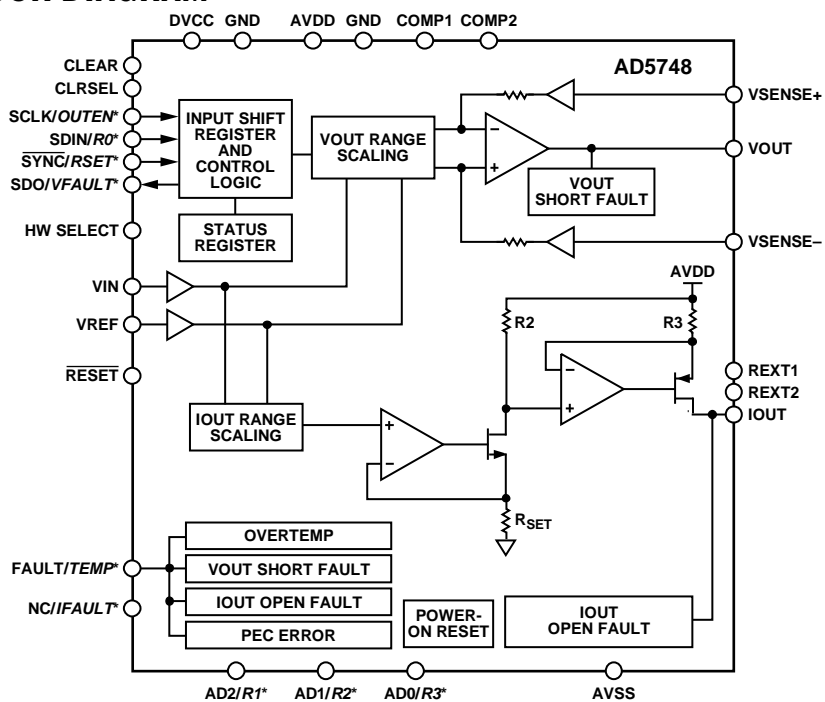 DVCC GND AVDD GND COMP1 COMP2
AD5748
CLEAR
CLRSEL
SCLK/OUTEN*
SDIN/R0*
SYNC/RSET*
SDO/VFAULT*
HW SELECT
VIN
VREF
RESET
FAULT/TEMP*
NC/IFAULT*
INPUT SHIFT
REGISTER
AND
CONTROL
LOGIC
STATUS
REGISTER
VOUT RANGE
SCALING
VOUT
SHORT FAULT
VSENSE+
VOUT
VSENSE–
AVDD
R2
R3
REXT1
REXT2
IOUT
IOUT RANGE
SCALING
RSET
OVERTEMP
VOUT SHORT FAULT
IOUT OPEN FAULT
PEC ERROR
POWER-
ON RESET
IOUT
OPEN FAULT
AD2/R1* AD1/R2* AD0/R3* AVSS